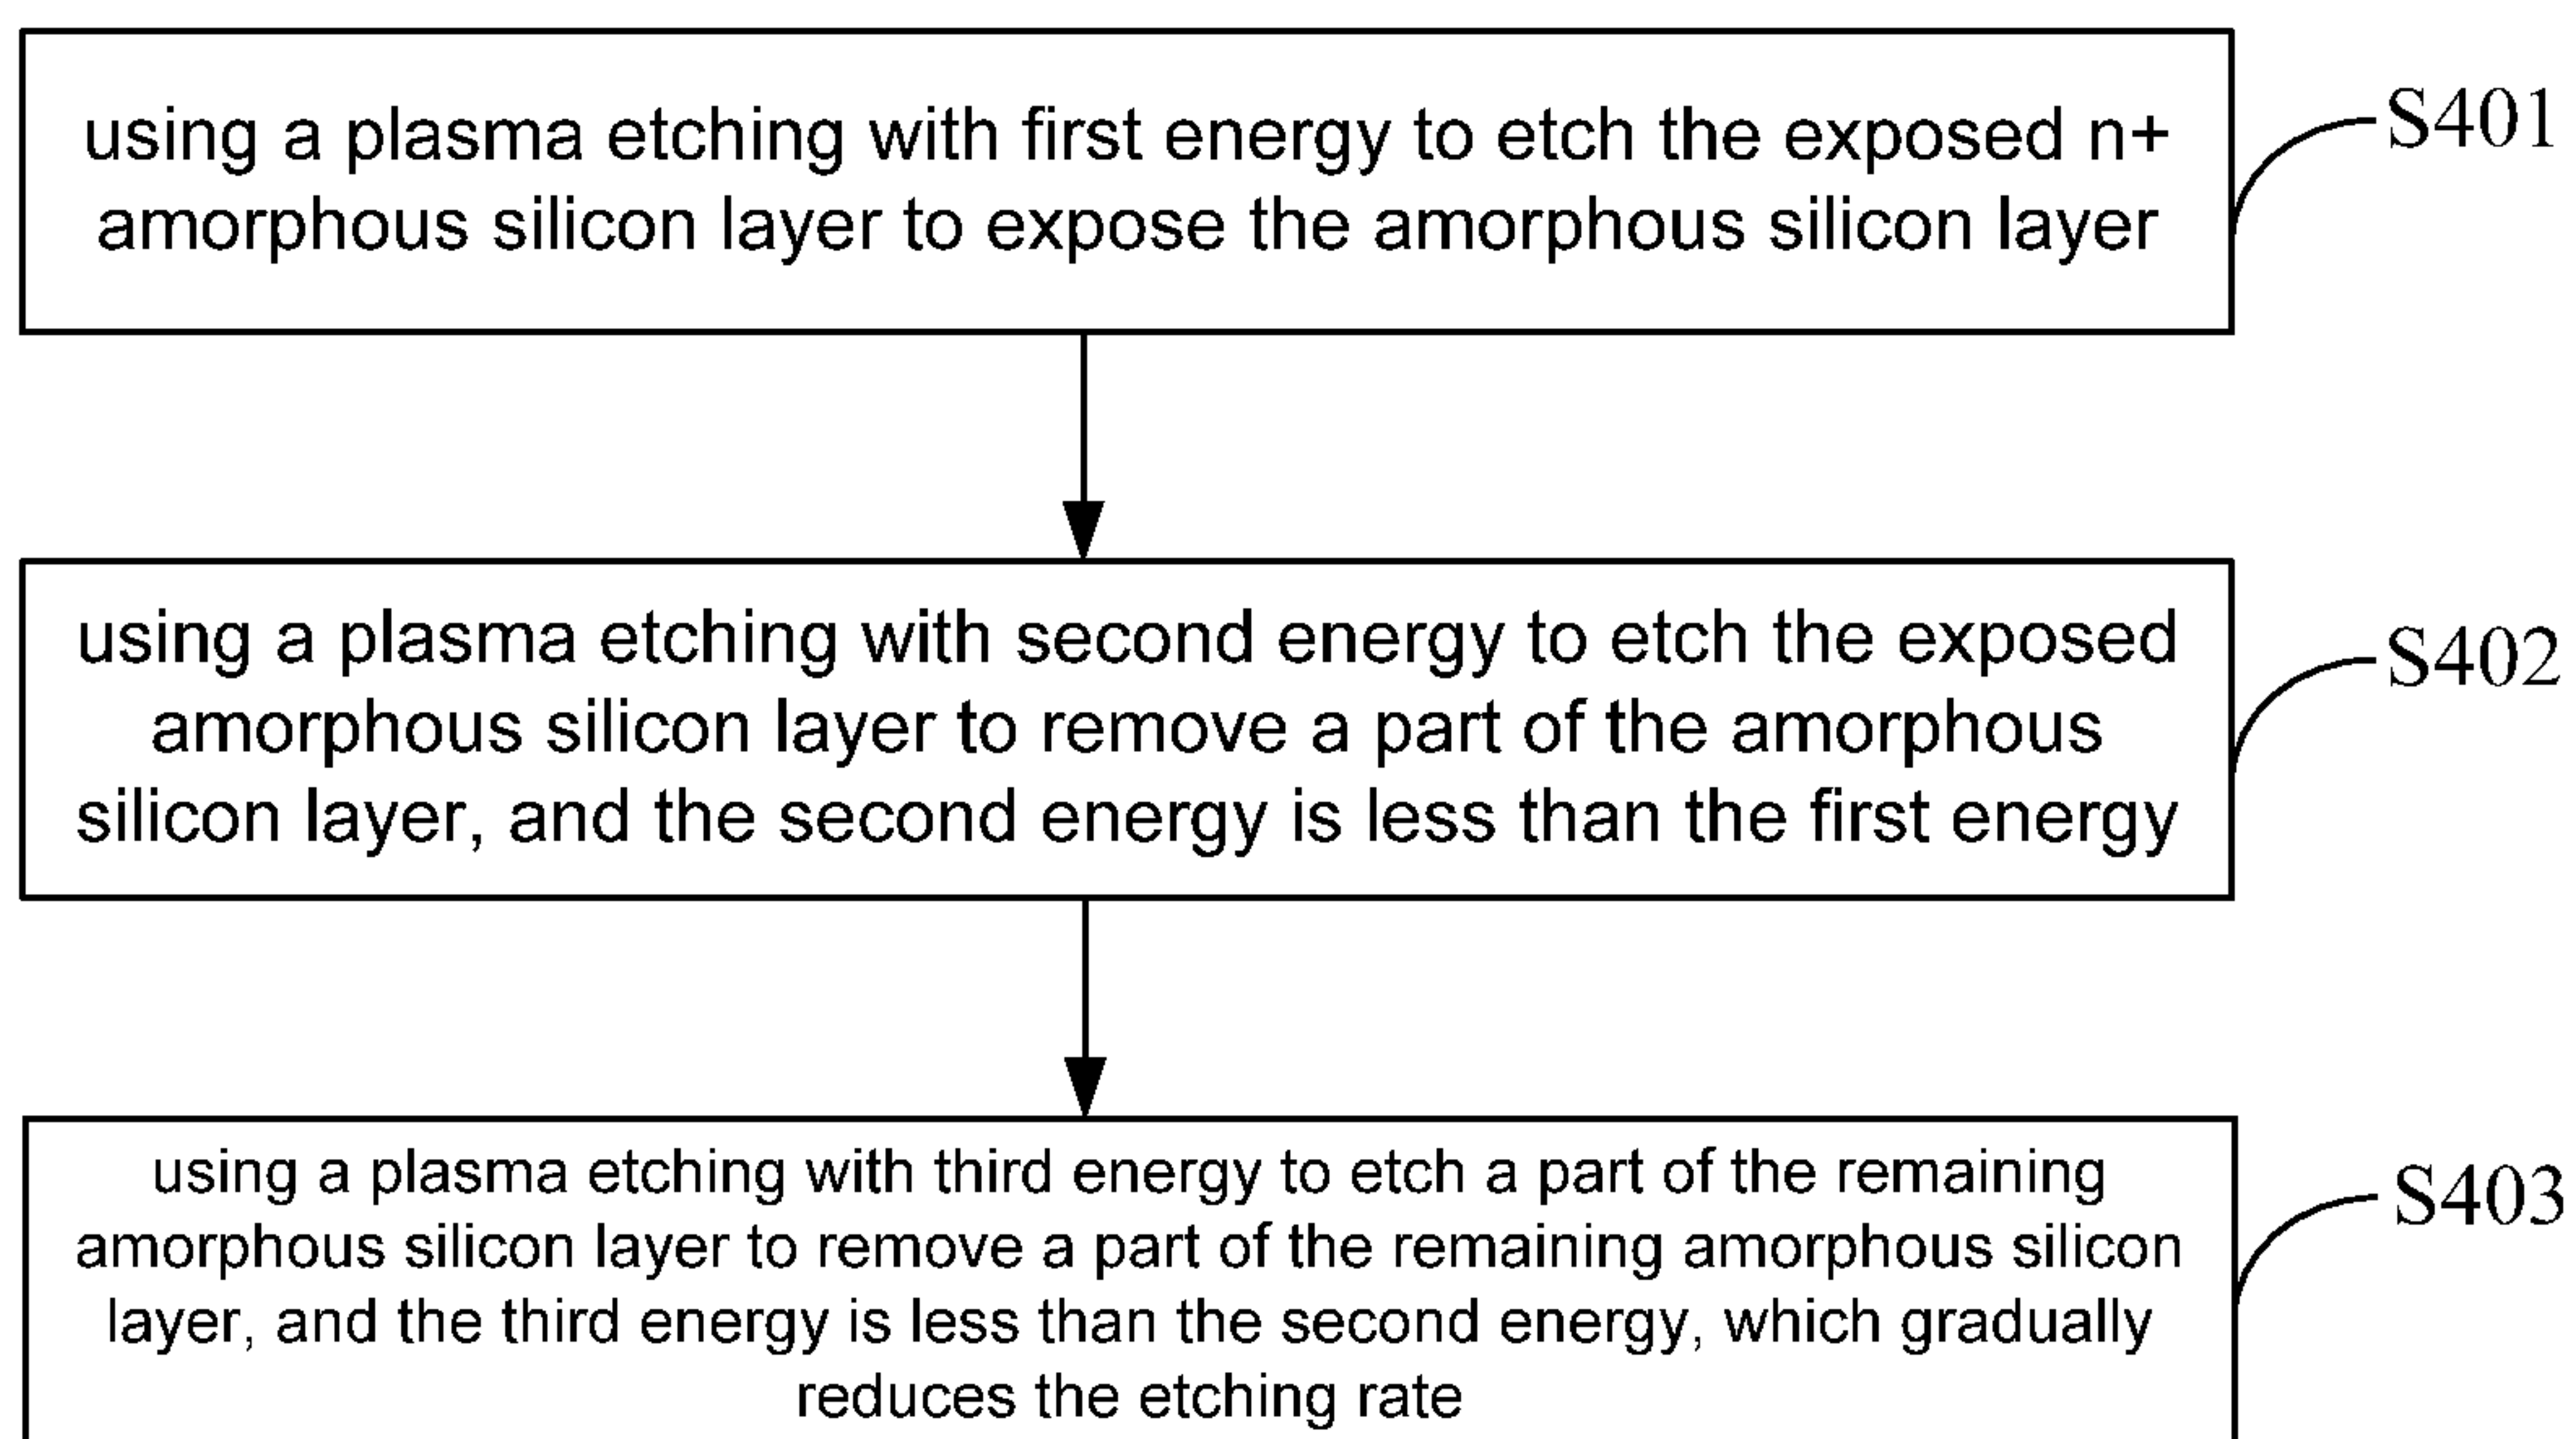 using a plasma etching with first energy to etch the exposed n+
amorphous silicon layer to expose the amorphous silicon layer
S401
using a plasma etching with second energy to etch the exposed
amorphous silicon layer to remove a part of the amorphous
silicon layer, and the second energy is less than the first energy
S402
using a plasma etching with third energy to etch a part of the remaining
amorphous silicon layer to remove a part of the remaining amorphous silicon
layer, and the third energy is less than the second energy, which gradually
reduces the etching rate
S403